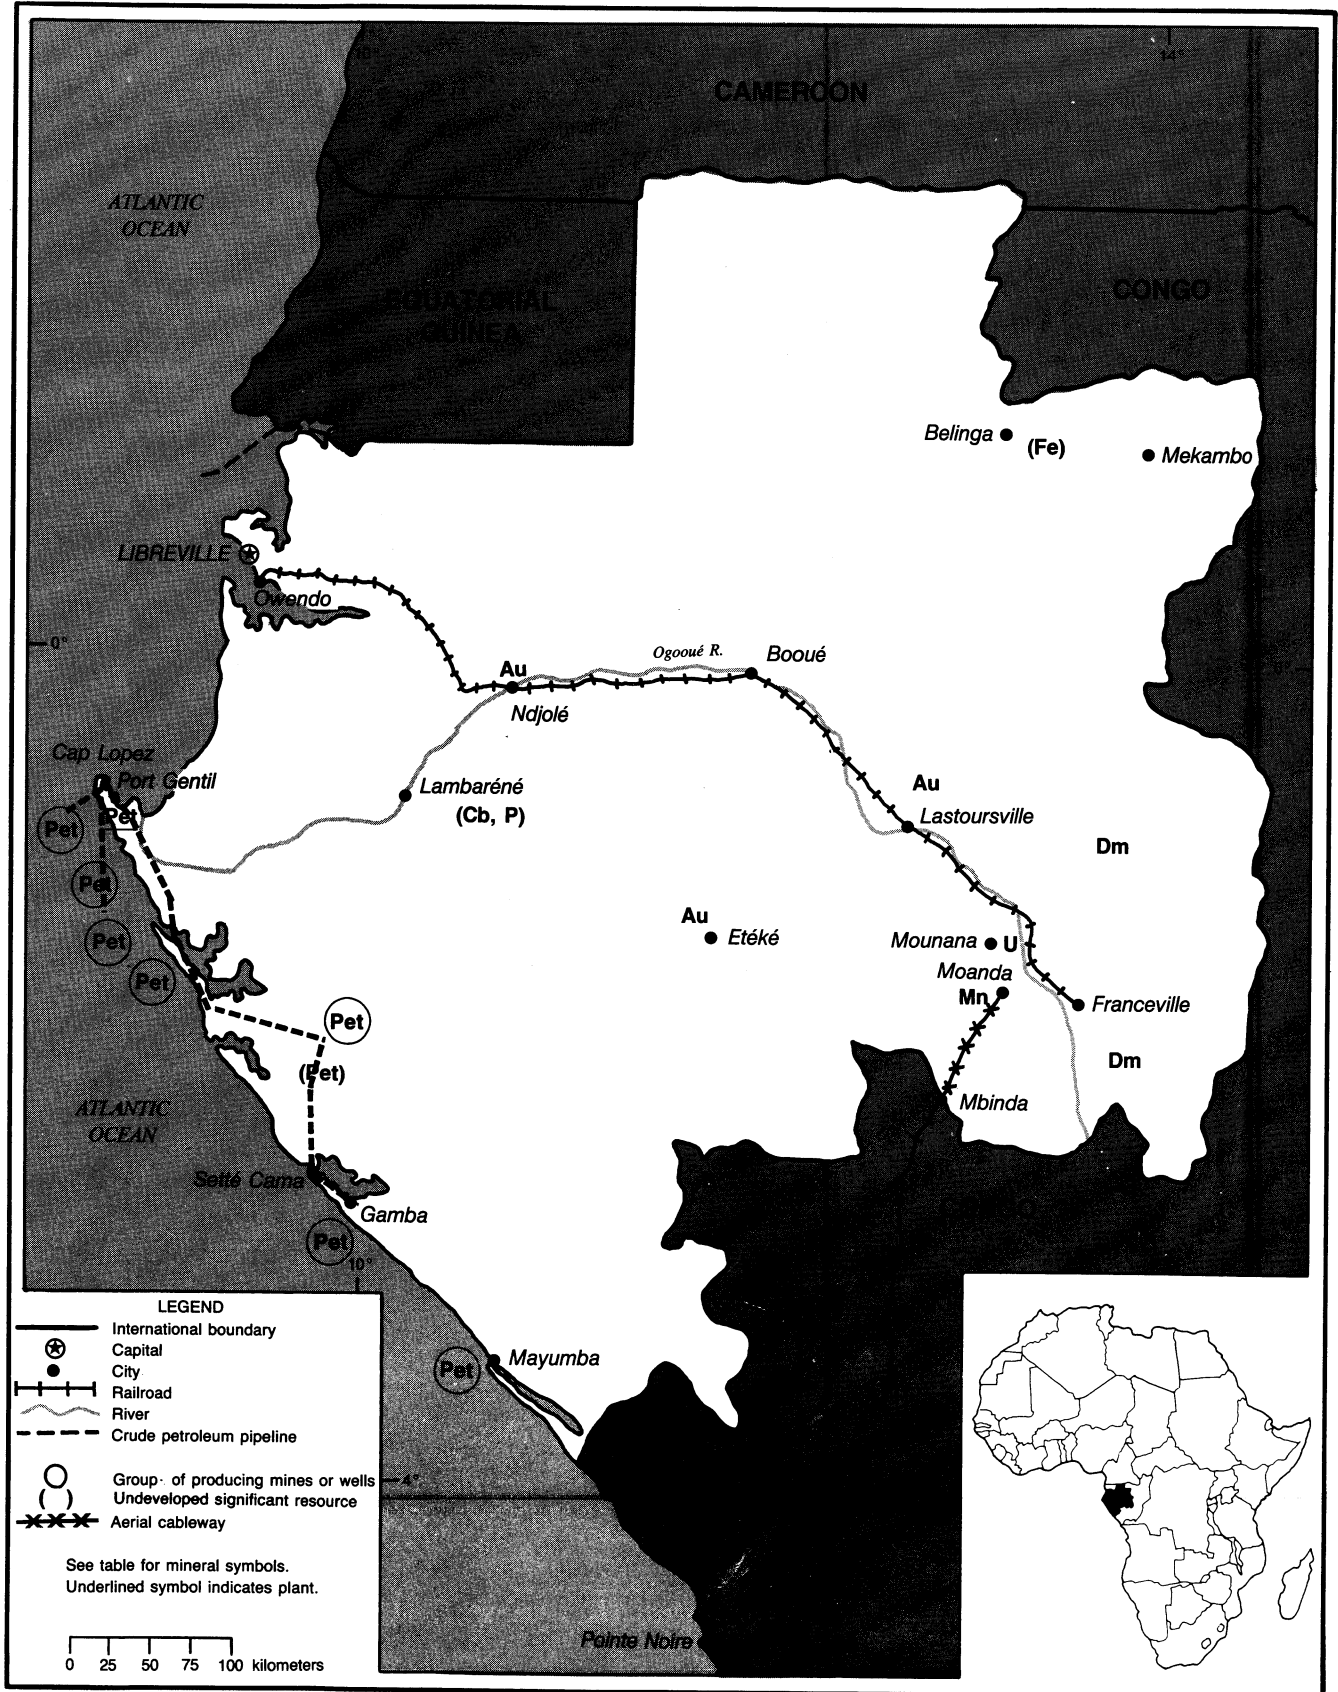 14°
CAMEROON
ATLANTIC
OCEAN
EQUATORIAL
GUINEA
CONGO
Belinga
(Fe)
Mekambo
LIBREVILLE
Owendo
0°
Ogooué R.
Booué
Au
Ndjolé
Cap Lopez
Port Gentil
Pet
Pet
Lambaréné
(Cb, P)
Au
Lastoursville
Dm
Pet
Pet
Pet
Au
Etéké
Mounana
U
Moanda
Mn
Franceville
Pet
(Pet)
Dm
Mbinda
ATLANTIC
OCEAN
Setté Cama
Gamba
Pet
10°
Pet
Mayumba
4°
Pointe Noire
LEGEND
International boundary
Capital
City
Railroad
River
Crude petroleum pipeline
Group of producing mines or wells
( ) Undeveloped significant resource
Aerial cableway
See table for mineral symbols.
Underlined symbol indicates plant.
0 25 50 75 100 kilometers